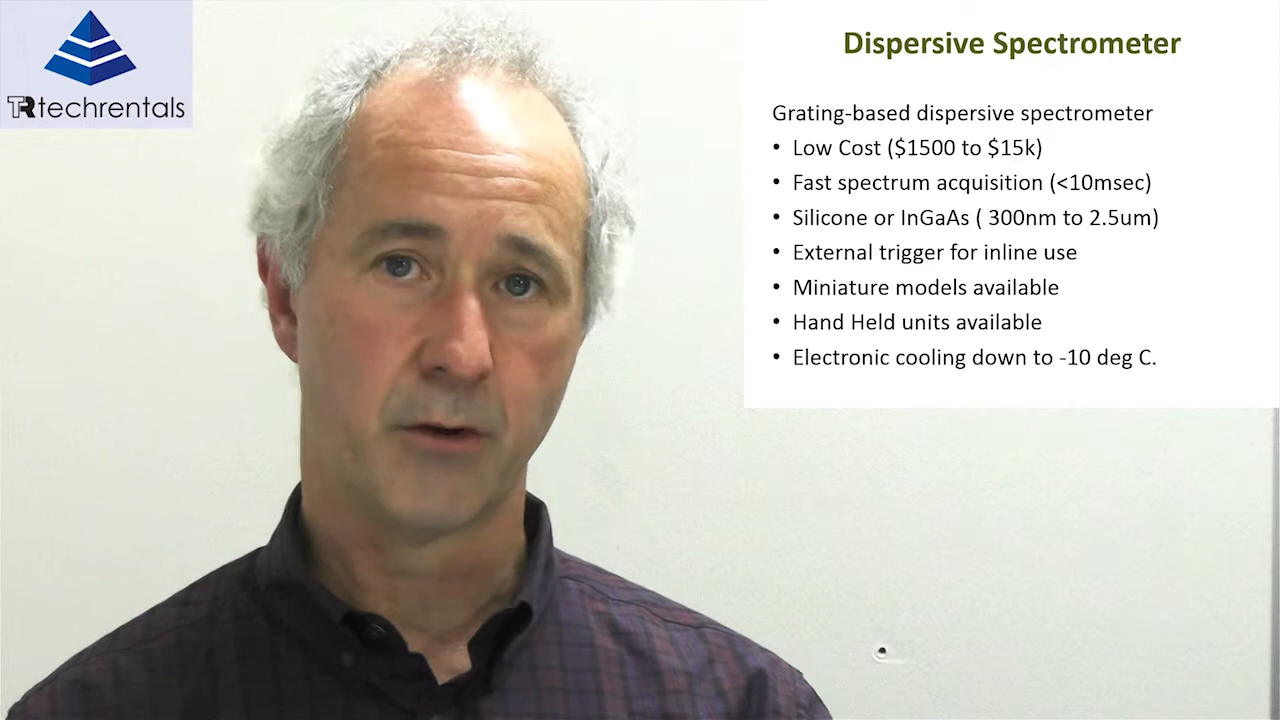 TR techrentals
Dispersive Spectrometer
Grating-based dispersive spectrometer
• Low Cost ($1500 to $15k)
• Fast spectrum acquisition (<10msec)
• Silicone or InGaAs ( 300nm to 2.5um)
• External trigger for inline use
• Miniature models available
• Hand Held units available
• Electronic cooling down to -10 deg C.